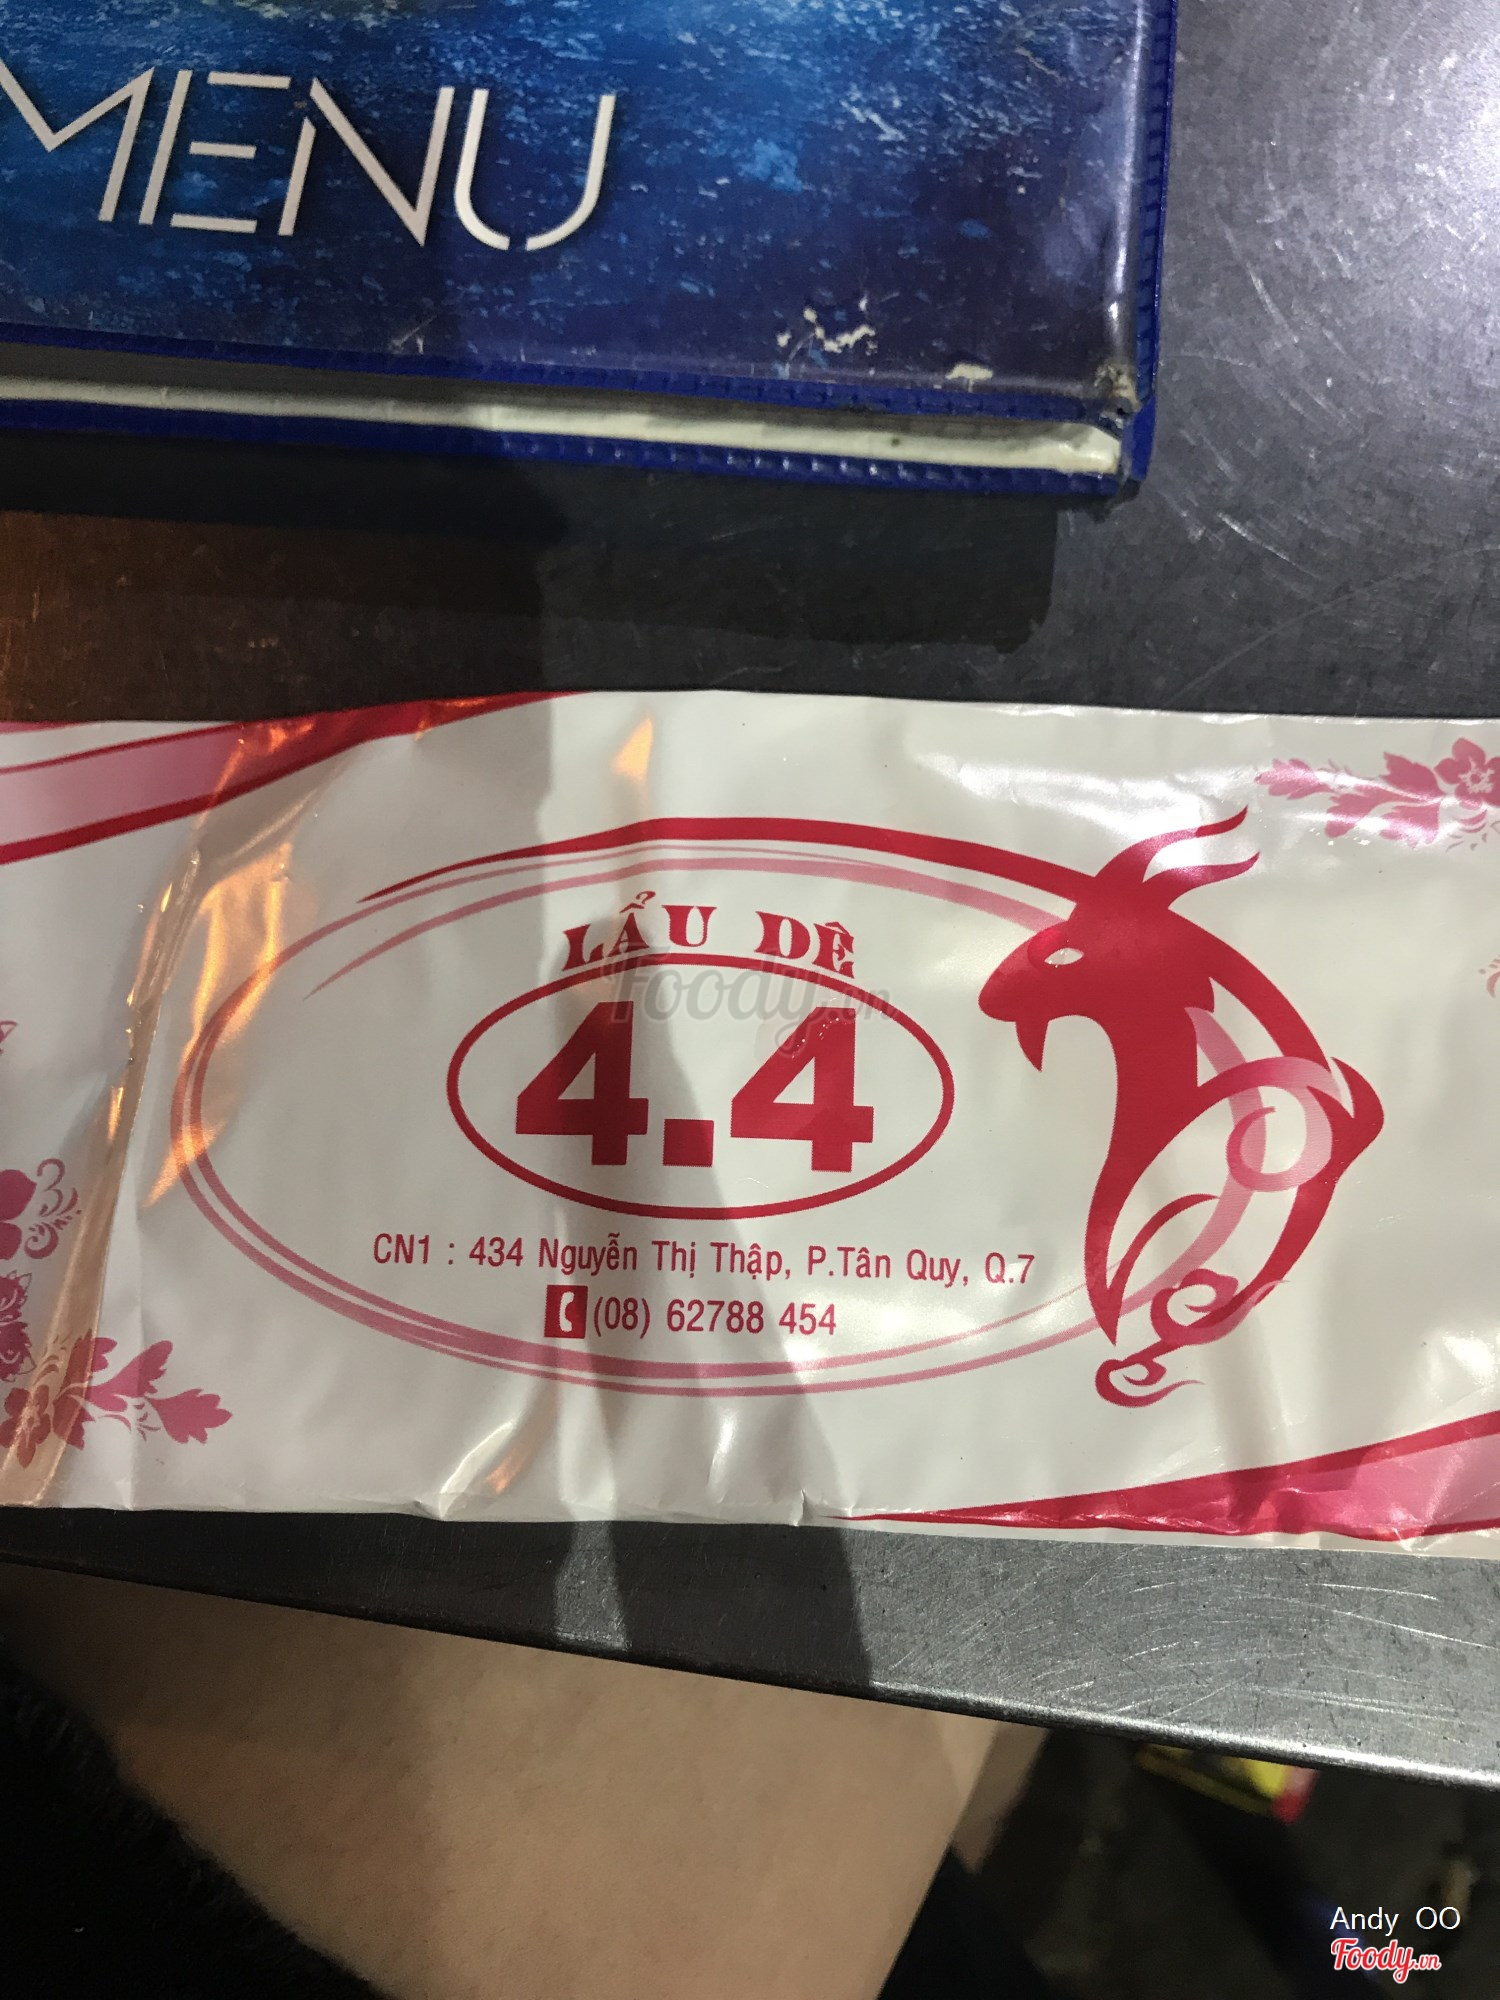 MENU
LẨU DÊ
4.4
CN1 : 434 Nguyễn Thị Thập, P.Tân Quy, Q.7
(08) 62788 454
Foody.vn
Andy OO
Foody.vn